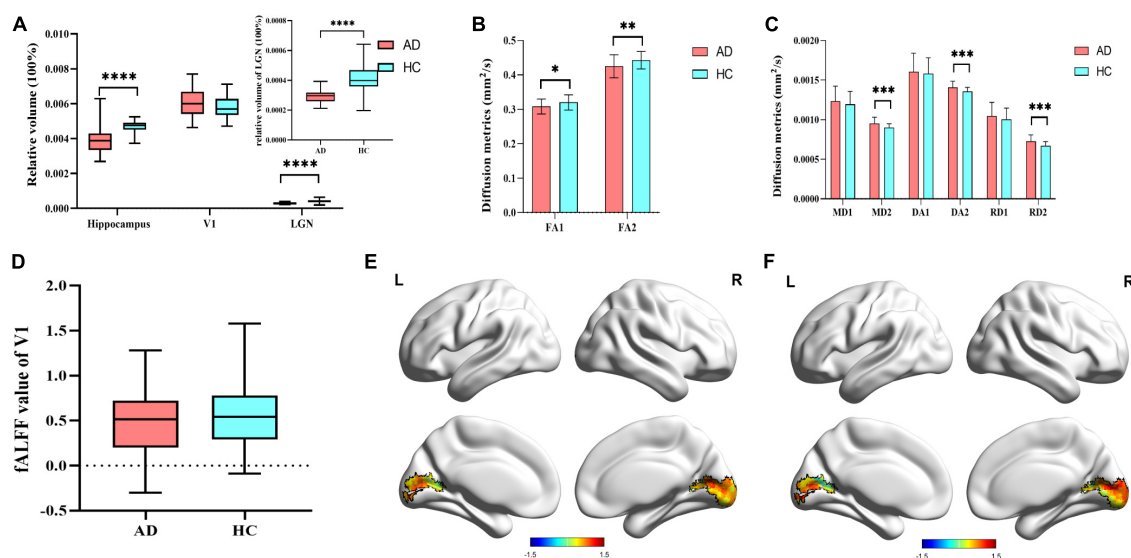 A
Relative volume (100%)
0.010
0.008
0.006
0.004
0.002
0.000
****
****
Hippocampus
V1
LGN
relative volume of LGN (100%)
0.0008
0.0006
0.0004
0.0002
0.0000
****
AD
HC
AD
HC
B
Diffusion metrics (mm²/s)
0.5
0.4
0.3
0.2
0.1
0.0
*
**
FA1
FA2
AD
HC
C
Diffusion metrics (mm²/s)
0.0020
0.0015
0.0010
0.0005
0.0000
***
***
***
MD1
MD2
DA1
DA2
RD1
RD2
AD
HC
D
fALFF value of V1
2.0
1.5
1.0
0.5
0.0
-0.5
AD
HC
E
L
R
-1.5
1.5
F
L
R
-1.5
1.5